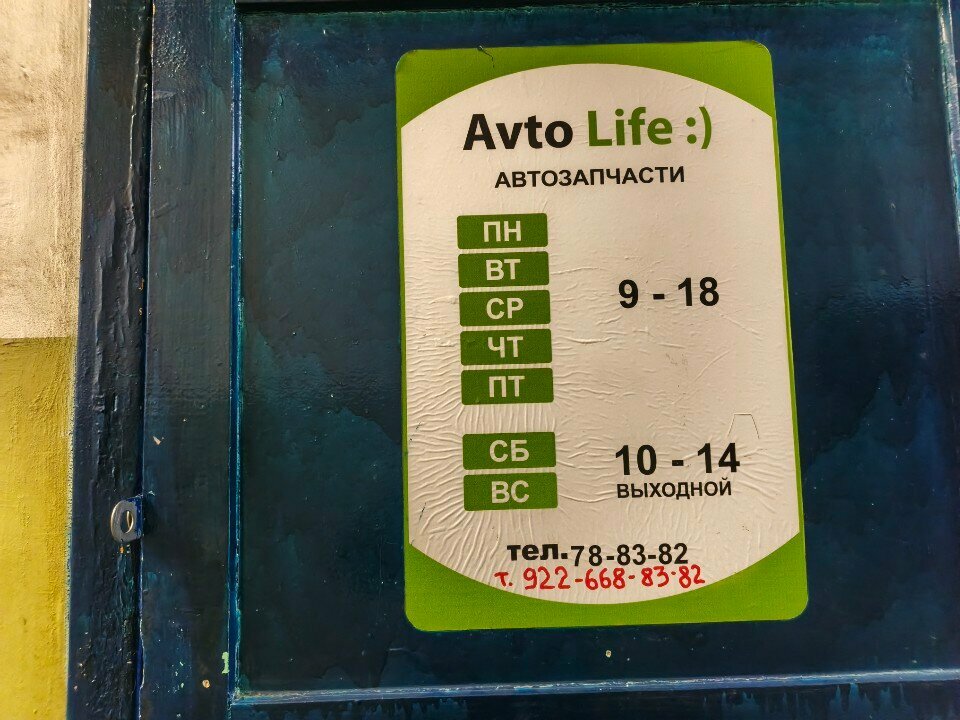 Avto Life :)
АВТОЗАПЧАСТИ
ПН
ВТ
СР
ЧТ
ПТ
9 - 18
СБ
10 - 14
ВС
ВЫХОДНОЙ
тел.78-83-82
т. 922-668-83-82